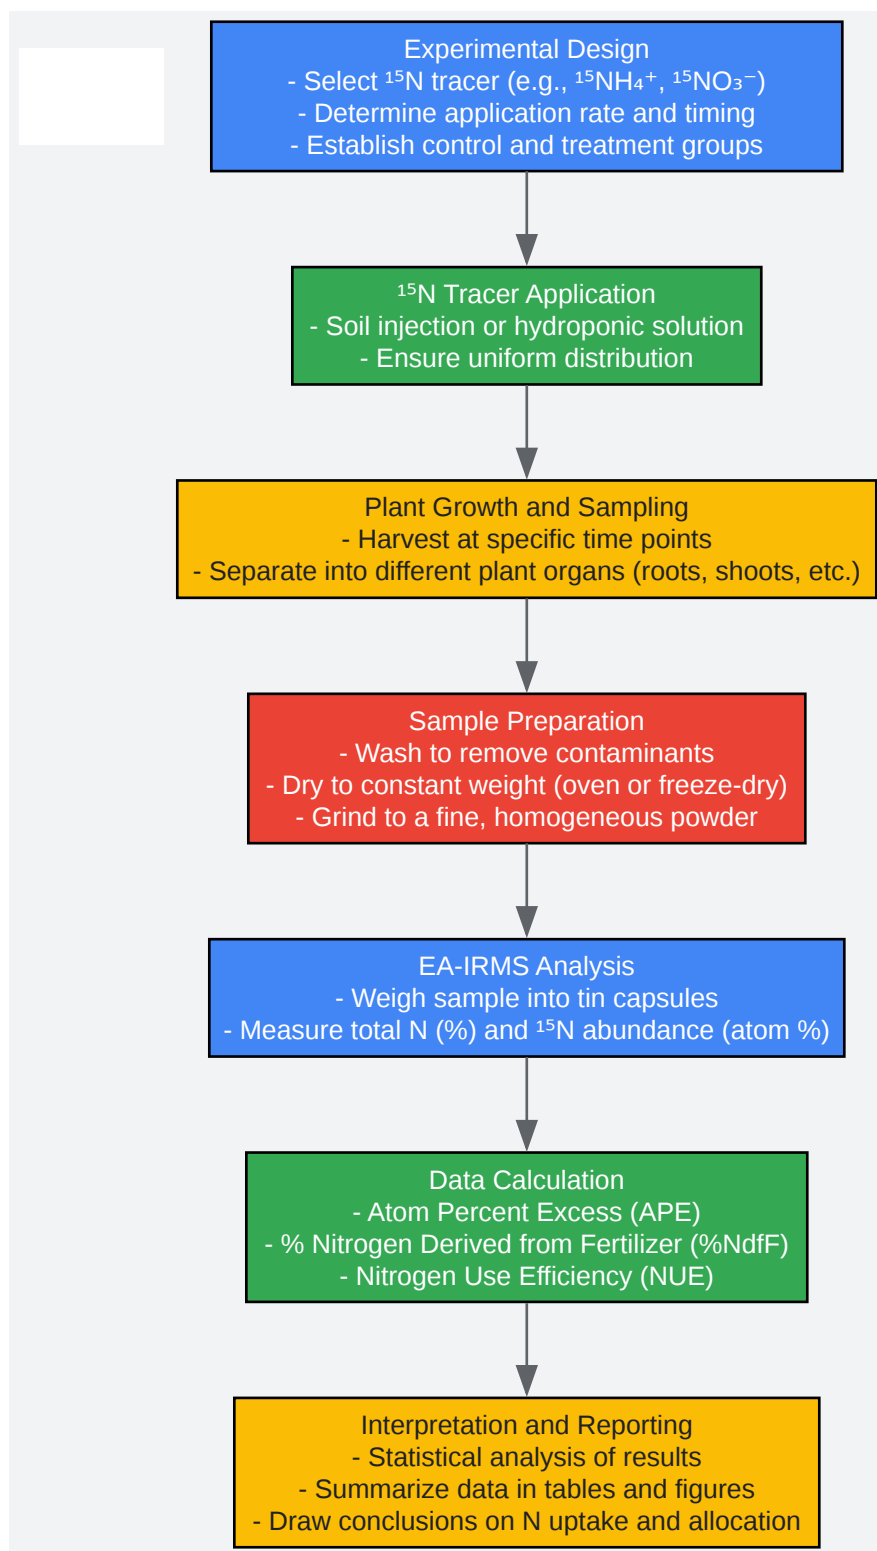 Experimental Design
- Select ¹⁵N tracer (e.g., ¹⁵NH₄⁺, ¹⁵NO₃⁻)
- Determine application rate and timing
- Establish control and treatment groups
¹⁵N Tracer Application
- Soil injection or hydroponic solution
- Ensure uniform distribution
Plant Growth and Sampling
- Harvest at specific time points
- Separate into different plant organs (roots, shoots, etc.)
Sample Preparation
- Wash to remove contaminants
- Dry to constant weight (oven or freeze-dry)
- Grind to a fine, homogeneous powder
EA-IRMS Analysis
- Weigh sample into tin capsules
- Measure total N (%) and ¹⁵N abundance (atom %)
Data Calculation
- Atom Percent Excess (APE)
- % Nitrogen Derived from Fertilizer (%NdfF)
- Nitrogen Use Efficiency (NUE)
Interpretation and Reporting
- Statistical analysis of results
- Summarize data in tables and figures
- Draw conclusions on N uptake and allocation